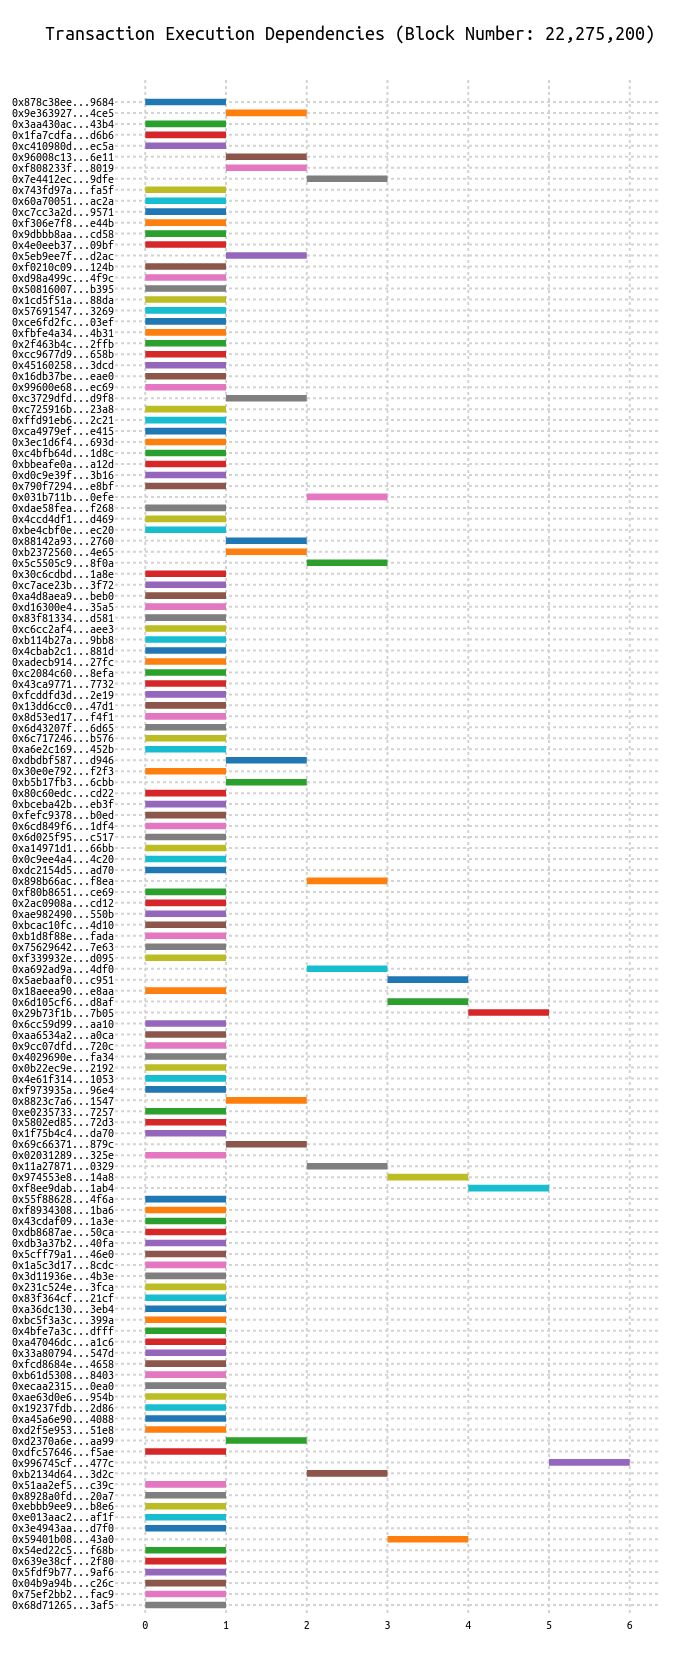 Transaction Execution Dependencies (Block Number: 22,275,200)
0x878c38ee...9684
0x9e363927...4ce5
0x3aa430ac...43b4
0x1fa7cdfa...d6b6
0xc410980d...ec5a
0x96008c13...6e11
0xf808233f...8019
0x7e4412ec...9dfe
0x743fd97a...fa5f
0x60a70051...ac2a
0xc7cc3a2d...9571
0xf306e7f8...e44b
0x9dbbb8aa...cd58
0x4e0eeb37...09bf
0x5eb9ee7f...d2ac
0xf0210c09...124b
0xd98a499c...4f9c
0x50816007...b395
0x1cd5f51a...88da
0x57691547...3269
0xce6fd2fc...03ef
0xfbfe4a34...4b31
0x2f463b4c...2ffb
0xcc9677d9...658b
0x45160258...3dcd
0x16db37be...eae0
0x99600e68...ec69
0xc3729dfd...d9f8
0xc725916b...23a8
0xffd91eb6...2c21
0xca4979ef...e415
0x3ec1d6f4...693d
0xc4bfb64d...1d8c
0xbbeafe0a...a12d
0xd0c9e39f...3b16
0x790f7294...e8bf
0x031b711b...0efe
0xdae58fea...f268
0x4ccd4df1...d469
0xbe4cbf0e...ec20
0x88142a93...2760
0xb2372560...4e65
0x5c5505c9...8f0a
0x30c6cdbd...1a8e
0xc7ace23b...3f72
0xa4d8aea9...beb0
0xd16300e4...35a5
0x83f81334...d581
0xc6cc2af4...aee3
0xb114b27a...9bb8
0x4cbab2c1...881d
0xadecb914...27fc
0xc2084c60...8efa
0x43ca9771...7732
0xfcddfd3d...2e19
0x13dd6cc0...47d1
0x8d53ed17...f4f1
0x6d43207f...6d65
0x6c717246...b576
0xa6e2c169...452b
0xdbdbf587...d946
0x30e0e792...f2f3
0xb5b17fb3...6cbb
0x80c60edc...cd22
0xbceba42b...eb3f
0xfefc9378...b0ed
0x6cd849f6...1df4
0x6d025f95...c517
0xa14971d1...66bb
0x0c9ee4a4...4c20
0xdc2154d5...ad70
0x898b66ac...f8ea
0xf80b8651...ce69
0x2ac0908a...cd12
0xae982490...550b
0xbcac10fc...4d10
0xb1d8f88e...fada
0x75629642...7e63
0xf339932e...d095
0xa692ad9a...4df0
0x5aebaaf0...c951
0x18aeea90...e8aa
0x6d105cf6...d8af
0x29b73f1b...7b05
0x6cc59d99...aa10
0xaa6534a2...a0ca
0x9cc07dfd...720c
0x4029690e...fa34
0x0b22ec9e...2192
0x4e61f314...1053
0xf973935a...96e4
0x8823c7a6...1547
0xe0235733...7257
0x5802ed85...72d3
0x1f75b4c4...da70
0x69c66371...879c
0x02031289...325e
0x11a27871...0329
0x974553e8...14a8
0xf8ee9dab...1ab4
0x55f88628...4f6a
0xf8934308...1ba6
0x43cdaf09...1a3e
0xdb8687ae...50ca
0xdb3a37b2...40fa
0x5cff79a1...46e0
0x1a5c3d17...8cdc
0x3d11936e...4b3e
0x231c524e...3fca
0x83f364cf...21cf
0xa36dc130...3eb4
0xbc5f3a3c...399a
0x4bfe7a3c...dfff
0xa47046dc...a1c6
0x33a80794...547d
0xfcd8684e...4658
0xb61d5308...8403
0xecaa2315...0ea0
0xae63d0e6...954b
0x19237fdb...2d86
0xa45a6e90...4088
0xd2f5e953...51e8
0xd2370a6e...aa99
0xdfc57646...f5ae
0x996745cf...477c
0xb2134d64...3d2c
0x51aa2ef5...c39c
0x8928a0fd...20a7
0xebbb9ee9...b8e6
0xe013aac2...af1f
0x3e4943aa...d7f0
0x59401b08...43a0
0x54ed22c5...f68b
0x639e38cf...2f80
0x5fdf9b77...9af6
0x04b9a94b...c26c
0x75ef2bb2...fac9
0x68d71265...3af5
0 1 2 3 4 5 6